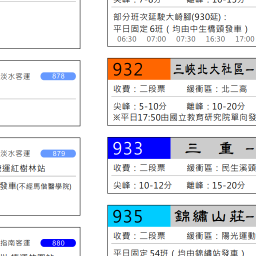 淡水客運 878
淡水客運 879
捷運紅樹林站
發車(不經馬偕醫學院)
指南客運 880
部分班次延駛大崎腳(930延)：
平日固定6班（均由中生橋頭發車）
06:30 07:00 07:30 16:30 17:00
932 三峽北大社區─
收費：二段票 緩衝區：北二高
尖峰：5-10分 離峰：10-20分
※平日17:50由國立教育研究院單向發
933 三 重 -
收費：二段票 緩衝區：民生溪頭
尖峰：10-12分 離峰：15-20分
935 錦繡山莊─
收費：二段票 緩衝區：陽光運動
平日固定54班（均由錦繡站發車）